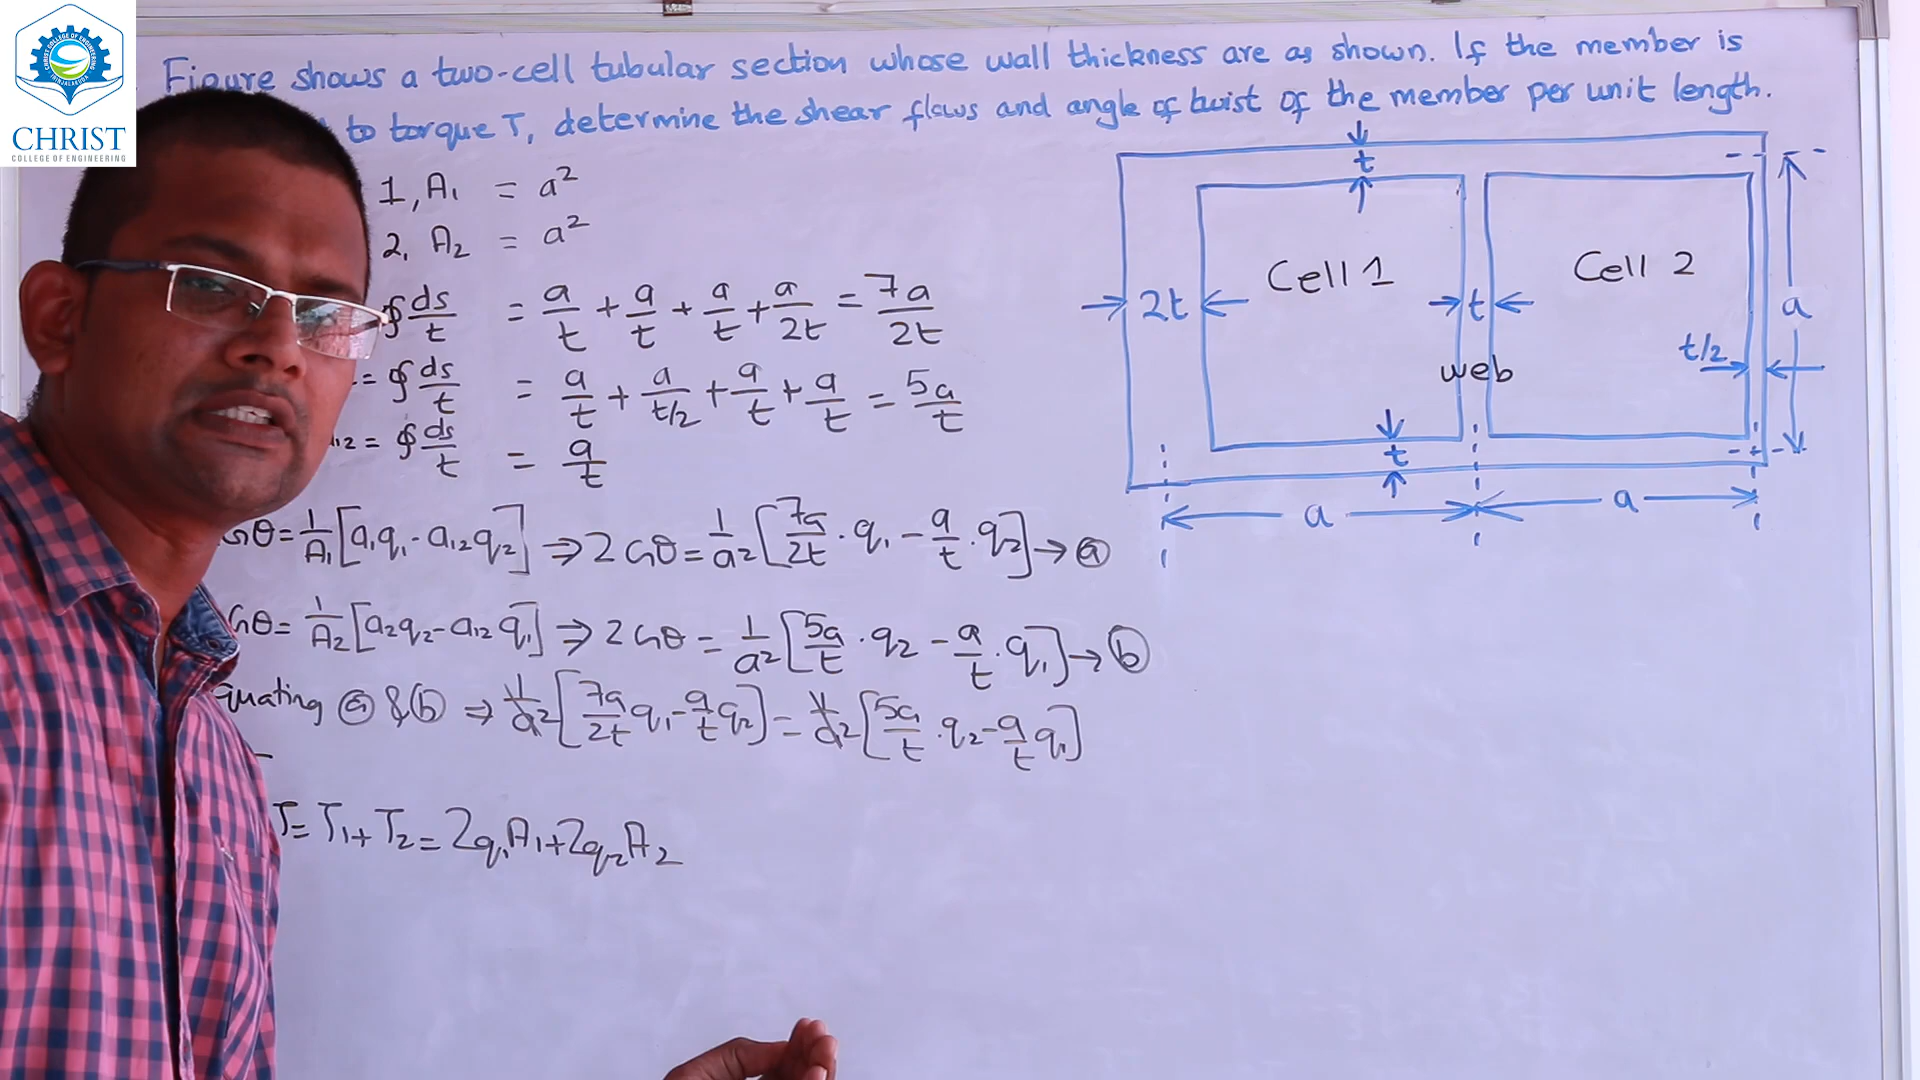 CHRIST
COLLEGE OF ENGINEERING
Figure shows a two-cell tubular section whose wall thickness are as shown. If the member is
to torque T, determine the shear flows and angle of twist of the member per unit length.
1, A₁ = a²
2, A₂ = a²
∮ds/t = a/t + a/t + a/t + a/2t = 7a/2t
= ∮ds/t = a/t + a/t/2 + a/t + a/t = 5a/t
12 = ∮ds/t = a/t
Gθ = 1/A₁ [a₁q₁ - a₁₂q₂] ⇒ 2Gθ = 1/a² [7a/2t · q₁ - a/t · q₂] → ⓐ
Gθ = 1/A₂ [a₂q₂ - a₁₂q₁] ⇒ 2Gθ = 1/a² [5a/t · q₂ - a/t · q₁] → ⓑ
quating ⓐ & ⓑ ⇒ 1/a² [7a/2t q₁ - a/t q₂] = 1/a² [5a/t · q₂ - a/t q₁]
T = T₁ + T₂ = 2q₁A₁ + 2q₂A₂
t
Cell 1
Cell 2
2t
t
a
t/2
web
t
a
a